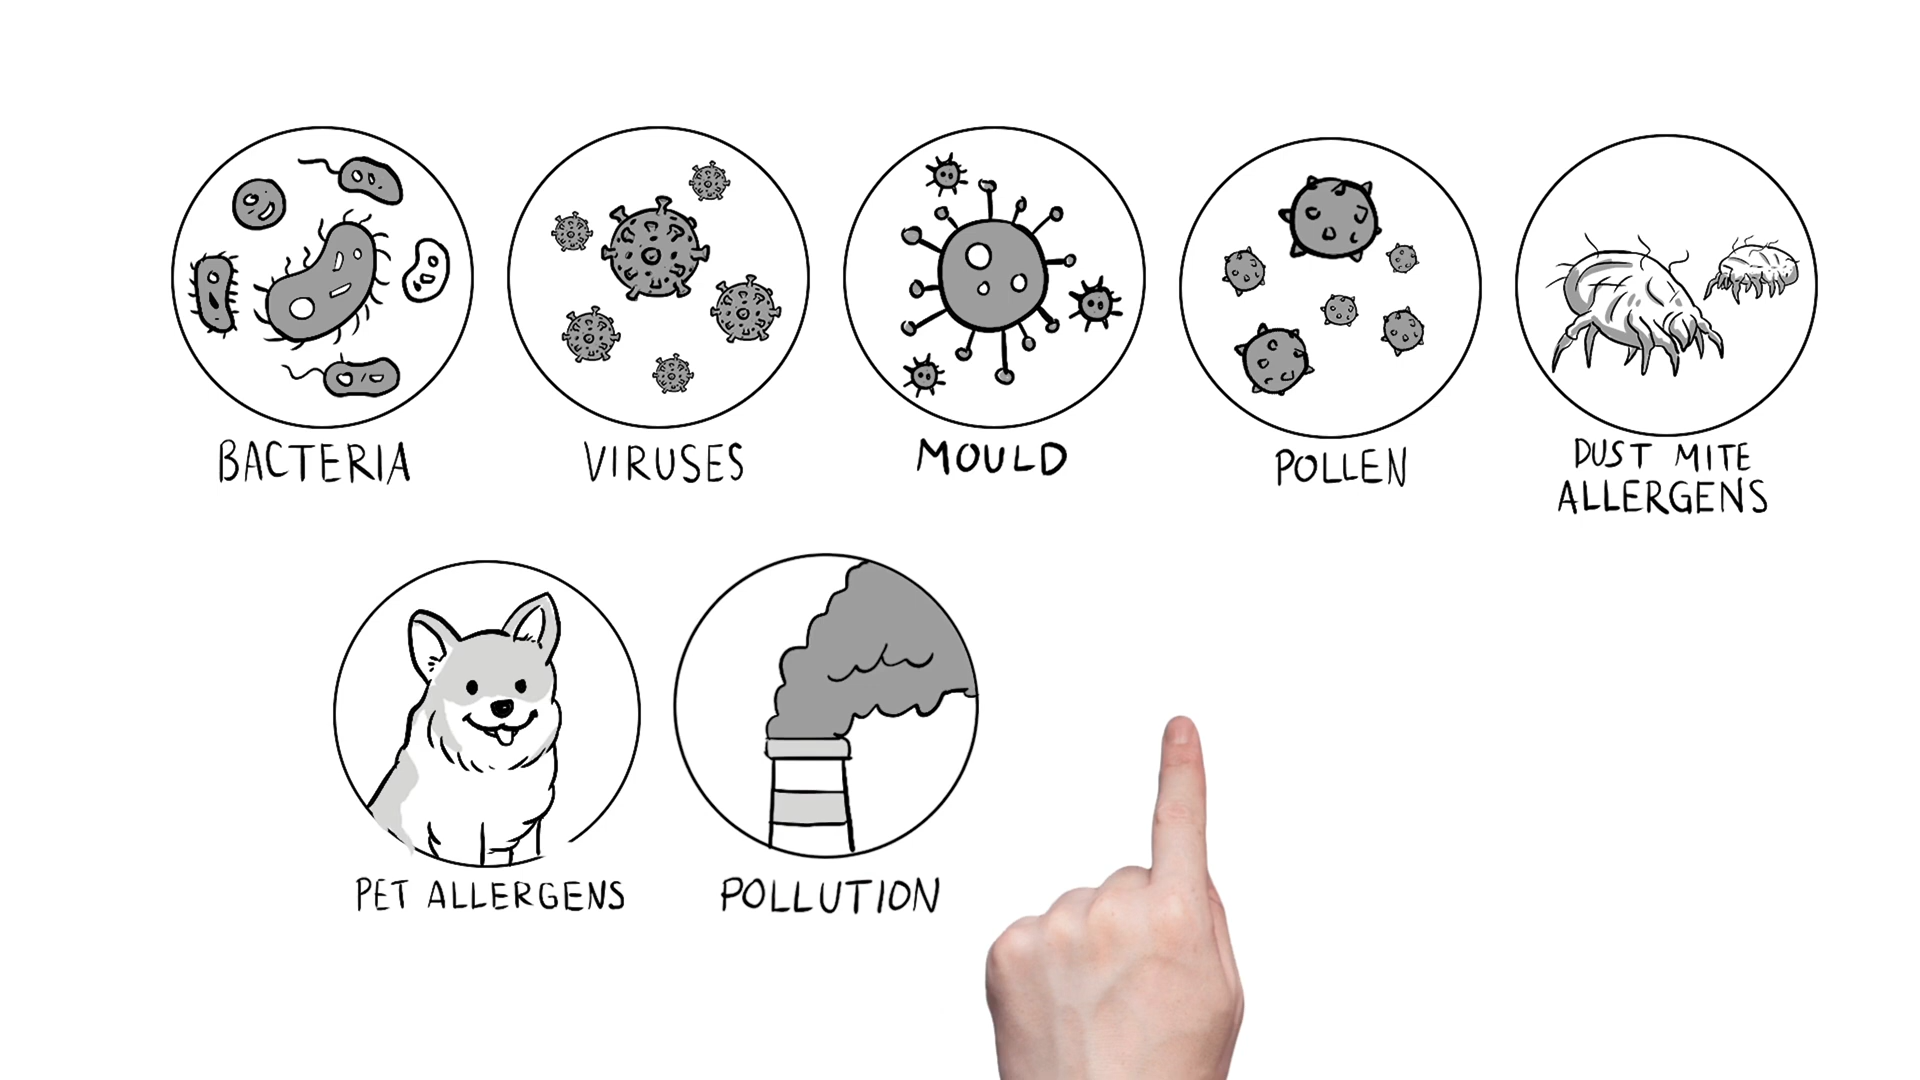 BACTERIA
VIRUSES
MOULD
POLLEN
DUST MITE
ALLERGENS
PET ALLERGENS
POLLUTION